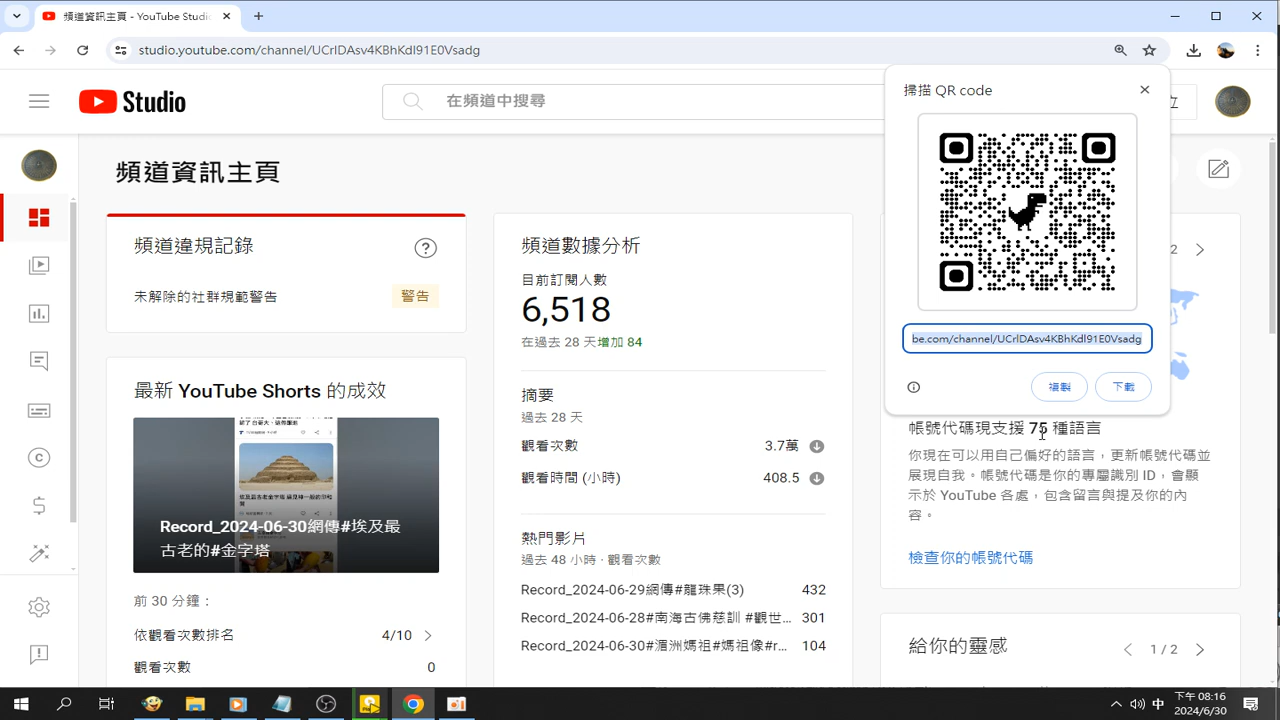 頻道資訊主頁 - YouTube Studio
studio.youtube.com/channel/UCrlDAsv4KBhKdl91E0Vsadg
Studio
在頻道中搜尋
掃描 QR code
be.com/channel/UCrlDAsv4KBhKdl91E0Vsadg
複製
下載
頻道資訊主頁
頻道違規記錄
未解除的社群規範警告
警告
最新 YouTube Shorts 的成效
Record_2024-06-30網傳#埃及最
古老的#金字塔
前 30 分鐘：
依觀看次數排名
4/10
觀看次數
0
頻道數據分析
目前訂閱人數
6,518
在過去 28 天增加 84
摘要
過去 28 天
觀看次數
3.7萬
觀看時間 (小時)
408.5
熱門影片
過去 48 小時 · 觀看次數
Record_2024-06-29網傳#龍珠果(3)
432
Record_2024-06-28#南海古佛慈訓 #觀世...
301
Record_2024-06-30#湄洲媽祖#媽祖像#r...
104
2
帳號代碼現支援 75 種語言
你現在可以用自己偏好的語言，更新帳號代碼並
展現自我。帳號代碼是你的專屬識別 ID，會顯
示於 YouTube 各處，包含留言與提及你的內
容。
檢查你的帳號代碼
給你的靈感
1 / 2
中
下午 08:16
2024/6/30